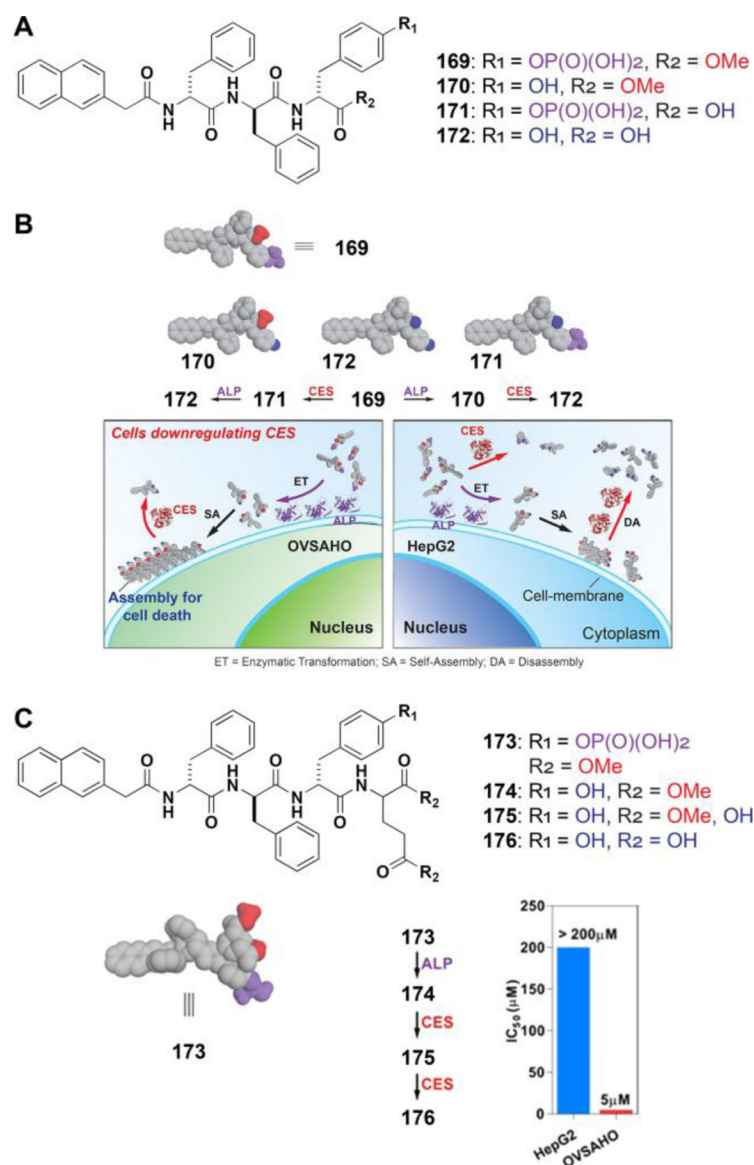 A
R₁
O
O
N
H
O
H
N
N
H
O
R₂
O
169: R₁ = OP(O)(OH)₂, R₂ = OMe
170: R₁ = OH, R₂ = OMe
171: R₁ = OP(O)(OH)₂, R₂ = OH
172: R₁ = OH, R₂ = OH
B
169
170
172
171
172 ALP 171 CES 169 ALP 170 CES 172
Cells downregulating CES
ET
ALP
CES
SA
OVSAHO
Assembly for
cell death
Nucleus
CES
ET
ALP
SA
DA
HepG2
Cell-membrane
Nucleus
Cytoplasm
ET = Enzymatic Transformation; SA = Self-Assembly; DA = Disassembly
C
R₁
O
N
H
O
H
N
O
N
H
O
H
N
O
R₂
O
R₂
173: R₁ = OP(O)(OH)₂
R₂ = OMe
174: R₁ = OH, R₂ = OMe
175: R₁ = OH, R₂ = OMe, OH
176: R₁ = OH, R₂ = OH
173
173
ALP
174
CES
175
CES
176
IC₅₀ (μM)
250
200
150
100
50
0
> 200μM
5μM
HepG2
OVSAHO